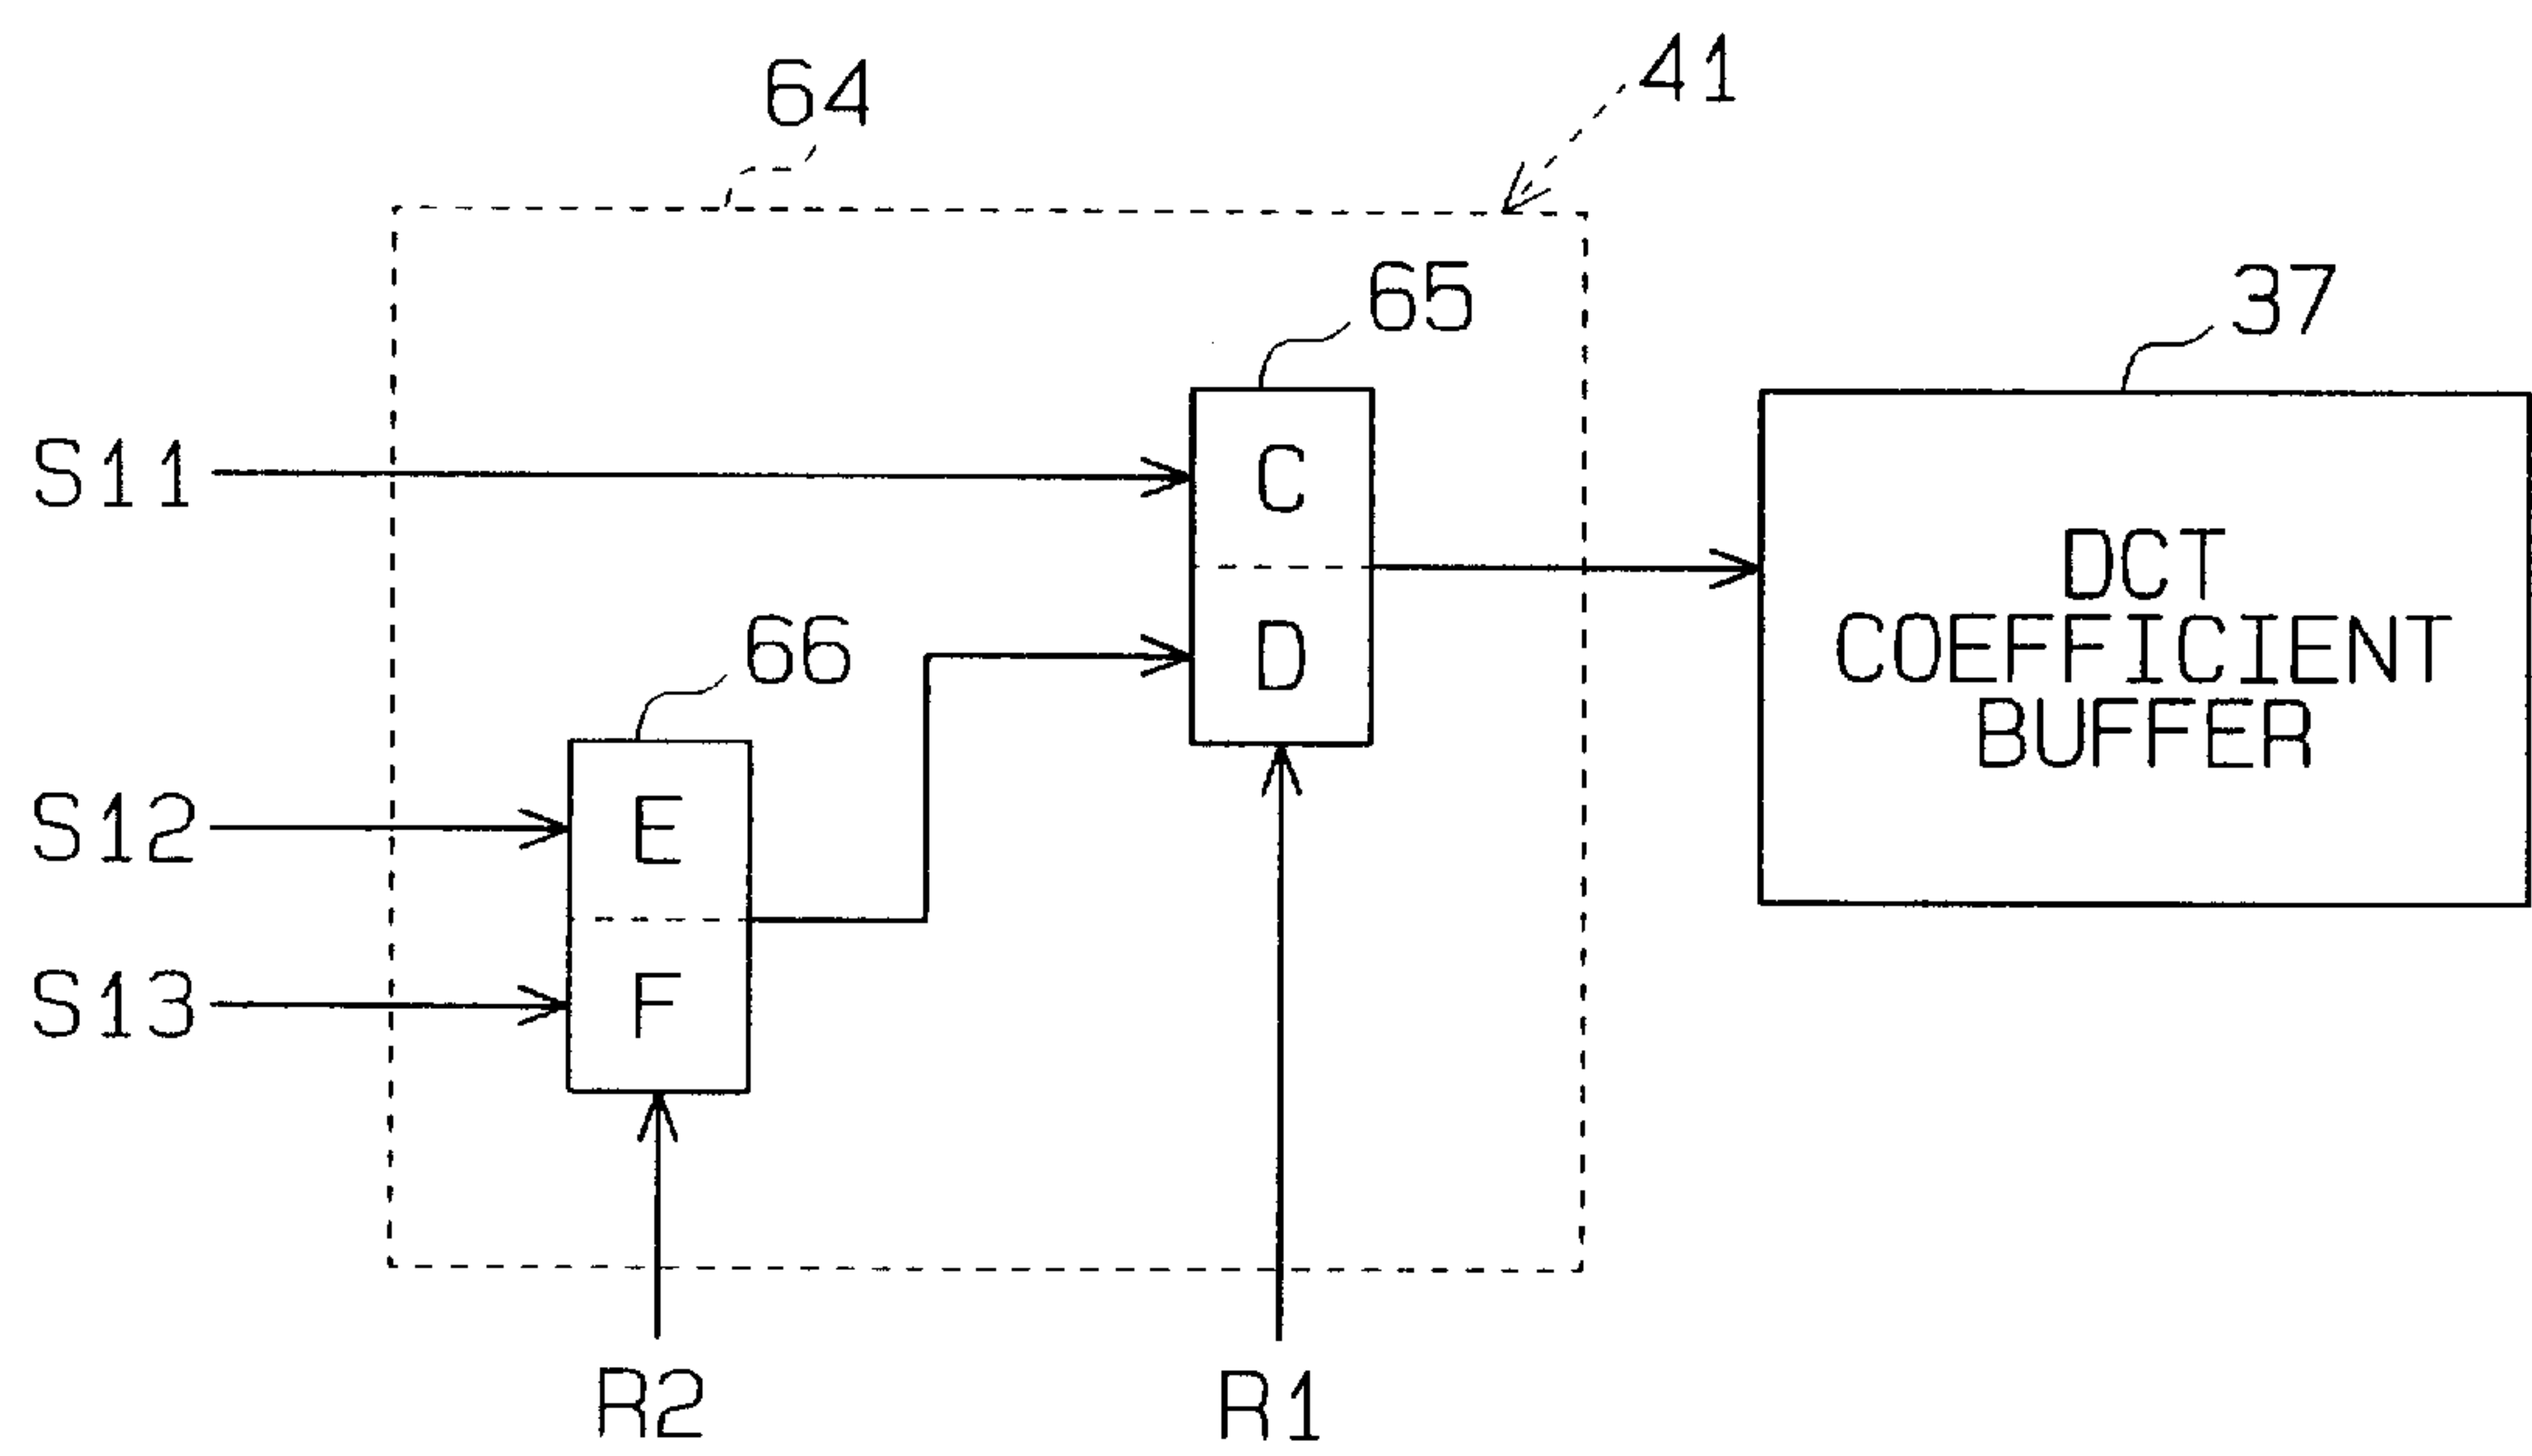 64
41
65
37
S11
C
DCT
COEFFICIENT
BUFFER
D
66
S12
E
S13
F
R2
R1